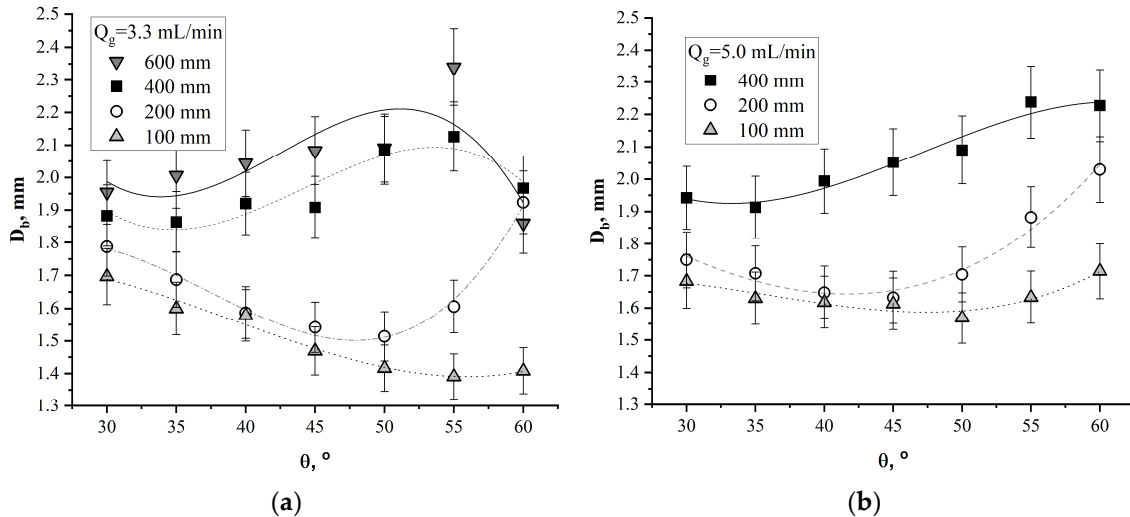 Q_g=3.3 mL/min
600 mm
400 mm
200 mm
100 mm
D_b, mm
2.5
2.4
2.3
2.2
2.1
2.0
1.9
1.8
1.7
1.6
1.5
1.4
1.3
30 35 40 45 50 55 60
θ, º
(a)
Q_g=5.0 mL/min
400 mm
200 mm
100 mm
D_b, mm
2.5
2.4
2.3
2.2
2.1
2.0
1.9
1.8
1.7
1.6
1.5
1.4
1.3
30 35 40 45 50 55 60
θ, º
(b)